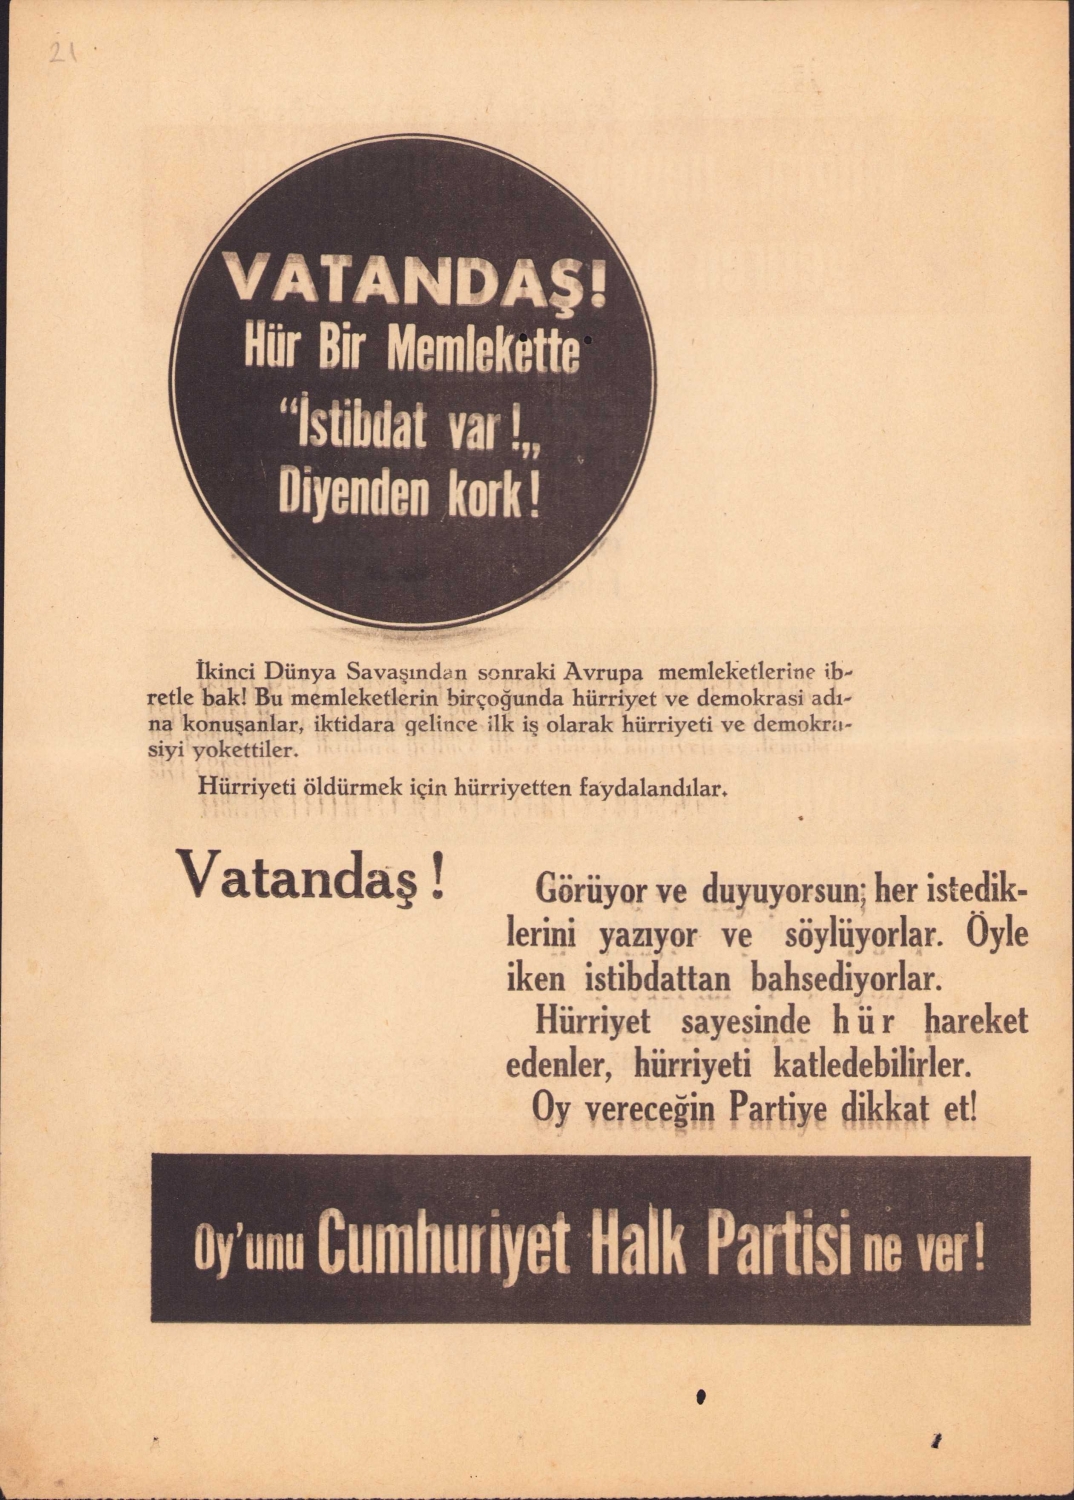 21
VATANDAŞ!
Hür Bir Memlekette
“İstibdat var !„
Diyenden kork!
İkinci Dünya Savaşından sonraki Avrupa memleketlerine ib-
retle bak! Bu memleketlerin birçoğunda hürriyet ve demokrasi adı-
na konuşanlar, iktidara gelince ilk iş olarak hürriyeti ve demokra-
siyi yokettiler.
Hürriyeti öldürmek için hürriyetten faydalandılar.
Vatandaş !
Görüyor ve duyuyorsun; her istedik-
lerini yazıyor ve söylüyorlar. Öyle
iken istibdattan bahsediyorlar.
Hürriyet sayesinde hür hareket
edenler, hürriyeti katledebilirler.
Oy vereceğin Partiye dikkat et!
Oy'unu Cumhuriyet Halk Partisi ne ver!